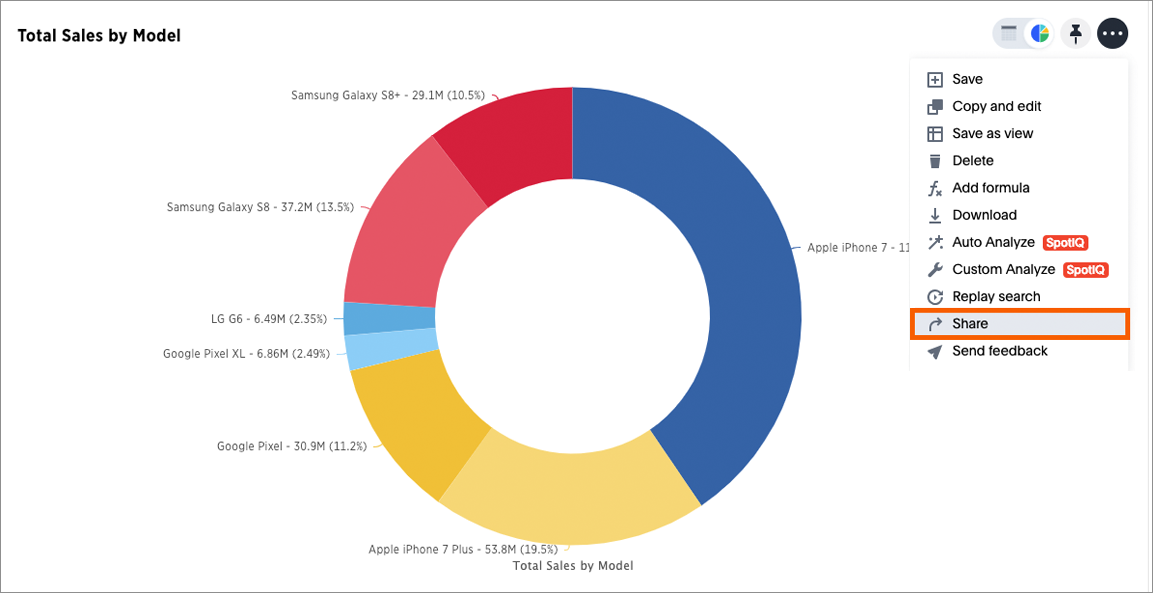 Total Sales by Model
Save
Copy and edit
Save as view
Delete
Add formula
Download
Auto Analyze SpotIQ
Custom Analyze SpotIQ
Replay search
Share
Send feedback
Samsung Galaxy S8+ - 29.1M (10.5%)
Samsung Galaxy S8 - 37.2M (13.5%)
Apple iPhone 7 - 11
LG G6 - 6.49M (2.35%)
Google Pixel XL - 6.86M (2.49%)
Google Pixel - 30.9M (11.2%)
Apple iPhone 7 Plus - 53.8M (19.5%)
Total Sales by Model